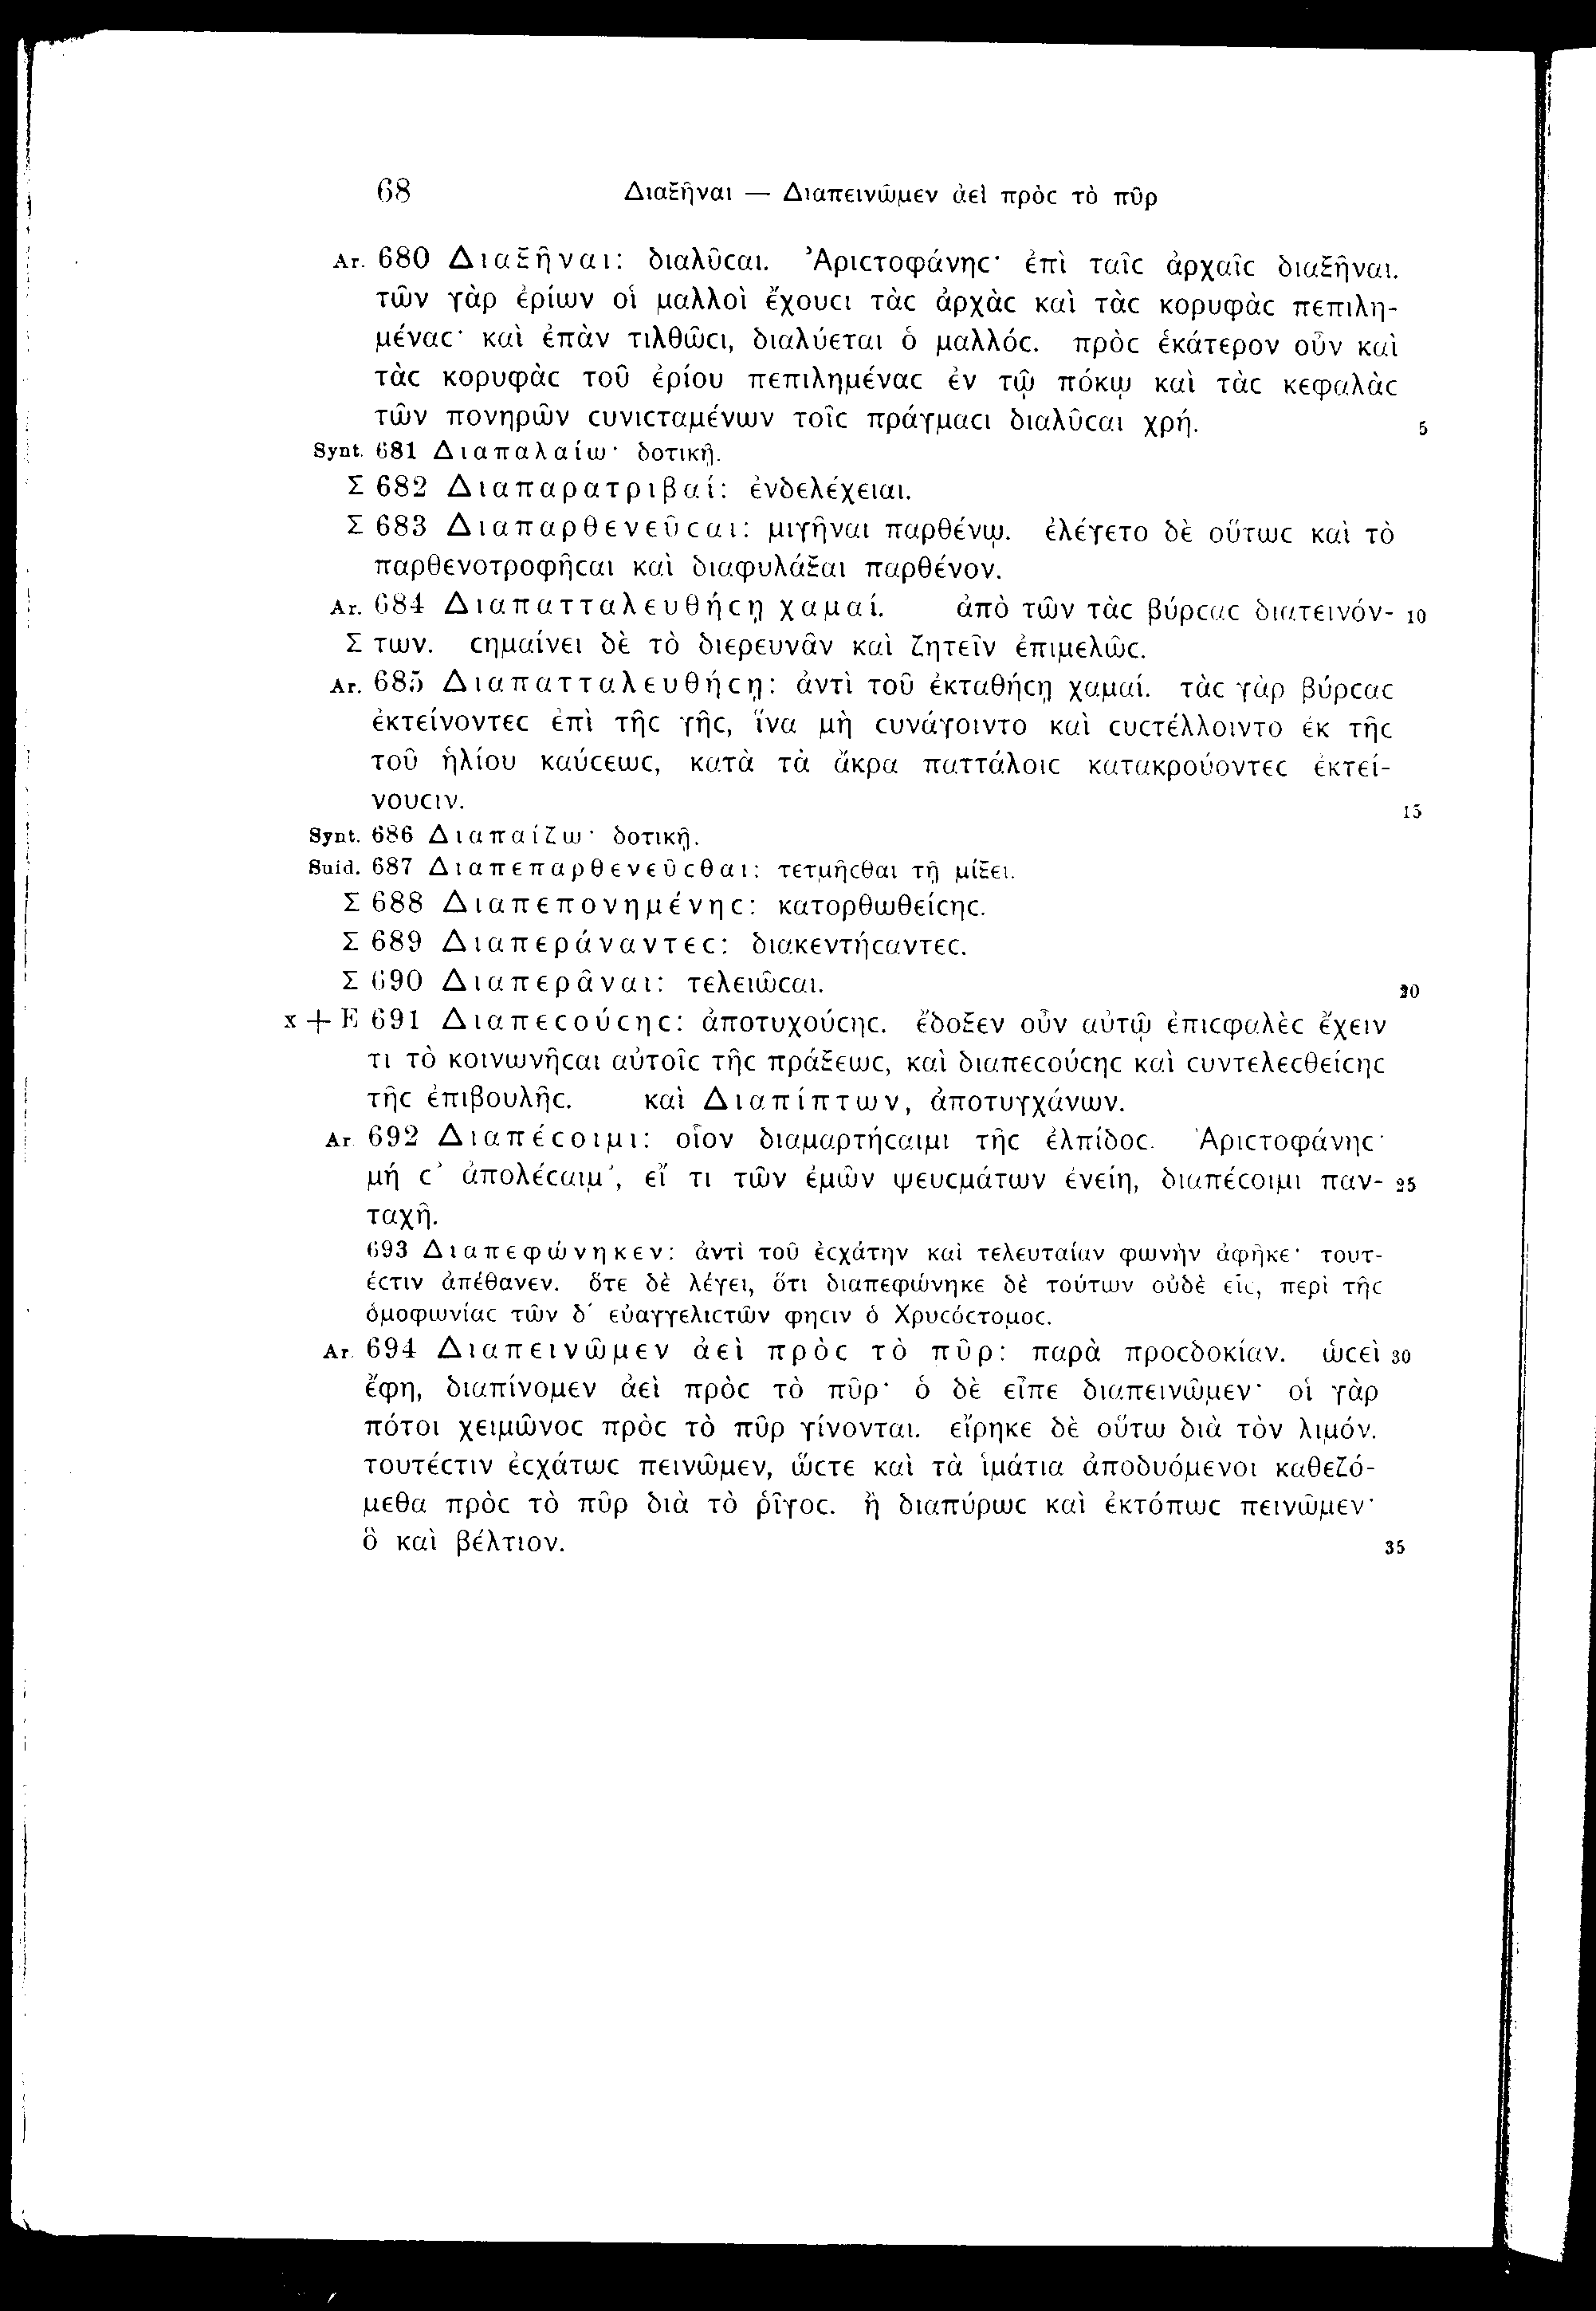 68 Διαξῆναι — Διαπεινῶμεν ἀεὶ πρὸϲ τὸ πῦρ
Ar. 680 Διαξῆναι: διαλῦϲαι. Ἀριϲτοφάνηϲ· ἐπὶ ταῖϲ ἀρχαῖϲ διαξῆναι.
τῶν γὰρ ἐρίων οἱ μαλλοὶ ἔχουϲι τὰϲ ἀρχὰϲ καὶ τὰϲ κορυφὰϲ πεπιλη-
μέναϲ· καὶ ἐπὰν τιλθῶϲι, διαλύεται ὁ μαλλόϲ. πρὸϲ ἑκάτερον οὖν καὶ
τὰϲ κορυφὰϲ τοῦ ἐρίου πεπιλημέναϲ ἐν τῷ πόκῳ καὶ τὰϲ κεφαλὰϲ
τῶν πονηρῶν ϲυνιϲταμένων τοῖϲ πράγμαϲι διαλῦϲαι χρή. 5
Synt. 681 Διαπαλαίω· δοτικῇ.
Σ 682 Διαπαρατριβαί: ἐνδελέχειαι.
Σ 683 Διαπαρθενεῦϲαι: μιγῆναι παρθένῳ. ἐλέγετο δὲ οὕτωϲ καὶ τὸ
παρθενοτροφῆϲαι καὶ διαφυλάξαι παρθένον.
Ar. 684 Διαπατταλευθήϲῃ χαμαί. ἀπὸ τῶν τὰϲ βύρϲαϲ διατεινόν- 10
Σ των. ϲημαίνει δὲ τὸ διερευνᾶν καὶ ζητεῖν ἐπιμελῶϲ.
Ar. 685 Διαπατταλευθήϲῃ: ἀντὶ τοῦ ἐκταθήϲῃ χαμαί. τὰϲ γὰρ βύρϲαϲ
ἐκτείνοντεϲ ἐπὶ τῆϲ γῆϲ, ἵνα μὴ ϲυνάγοιντο καὶ ϲυϲτέλλοιντο ἐκ τῆϲ
τοῦ ἡλίου καύϲεωϲ, κατὰ τὰ ἄκρα παττάλοιϲ κατακρούοντεϲ ἐκτεί-
νουϲιν. 15
Synt. 686 Διαπαίζω· δοτικῇ.
Suid. 687 Διαπεπαρθενεῦϲθαι: τετμῆϲθαι τῇ μίξει.
Σ 688 Διαπεπονημένηϲ: κατορθωθείϲηϲ.
Σ 689 Διαπεράναντεϲ: διακεντήϲαντεϲ.
Σ 690 Διαπερᾶναι: τελειῶϲαι. 20
x + E 691 Διαπεϲούϲηϲ: ἀποτυχούϲηϲ. ἔδοξεν οὖν αὐτῷ ἐπιϲφαλὲϲ ἔχειν
τι τὸ κοινωνῆϲαι αὐτοῖϲ τῆϲ πράξεωϲ, καὶ διαπεϲούϲηϲ καὶ ϲυντελεϲθείϲηϲ
τῆϲ ἐπιβουλῆϲ. καὶ Διαπίπτων, ἀποτυγχάνων.
Ar. 692 Διαπέϲοιμι: οἷον διαμαρτήϲαιμι τῆϲ ἐλπίδοϲ. Ἀριϲτοφάνηϲ·
μή ϲ’ ἀπολέϲαιμ’, εἴ τι τῶν ἐμῶν ψευϲμάτων ἐνείη, διαπέϲοιμι παν- 25
ταχῆ.
693 Διαπεφώνηκεν: ἀντὶ τοῦ ἐϲχάτην καὶ τελευταίαν φωνὴν ἀφῆκε· τουτ-
έϲτιν ἀπέθανεν. ὅτε δὲ λέγει, ὅτι διαπεφώνηκε δὲ τούτων οὐδὲ εἷϲ, περὶ τῆϲ
ὁμοφωνίαϲ τῶν δ´ εὐαγγελιϲτῶν φηϲιν ὁ Χρυϲόϲτομοϲ.
Ar. 694 Διαπεινῶμεν ἀεὶ πρὸϲ τὸ πῦρ: παρὰ προϲδοκίαν. ὡϲεὶ 30
ἔφη, διαπίνομεν ἀεὶ πρὸϲ τὸ πῦρ· ὁ δὲ εἶπε διαπεινῶμεν· οἱ γὰρ
πότοι χειμῶνοϲ πρὸϲ τὸ πῦρ γίνονται. εἴρηκε δὲ οὕτω διὰ τὸν λιμόν.
τουτέϲτιν ἐϲχάτωϲ πεινῶμεν, ὥϲτε καὶ τὰ ἱμάτια ἀποδυόμενοι καθεζό-
μεθα πρὸϲ τὸ πῦρ διὰ τὸ ῥῖγοϲ. ἢ διαπύρωϲ καὶ ἐκτόπωϲ πεινῶμεν·
ὃ καὶ βέλτιον. 35